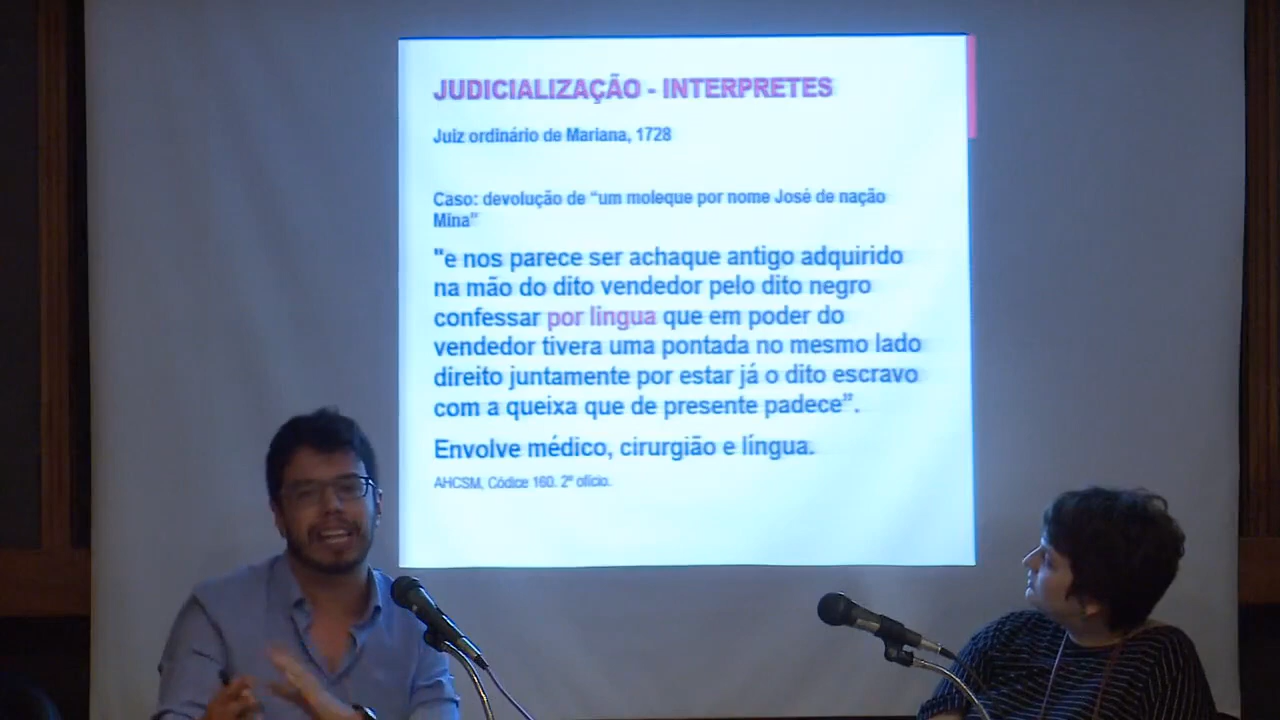 JUDICIALIZAÇÃO - INTERPRETES
Juiz ordinário de Mariana, 1728
Caso: devolução de “um moleque por nome José de nação
Mina”
"e nos parece ser achaque antigo adquirido
na mão do dito vendedor pelo dito negro
confessar por lingua que em poder do
vendedor tivera uma pontada no mesmo lado
direito juntamente por estar já o dito escravo
com a queixa que de presente padece”.
Envolve médico, cirurgião e língua.
AHCSM, Códice 160. 2º ofício.